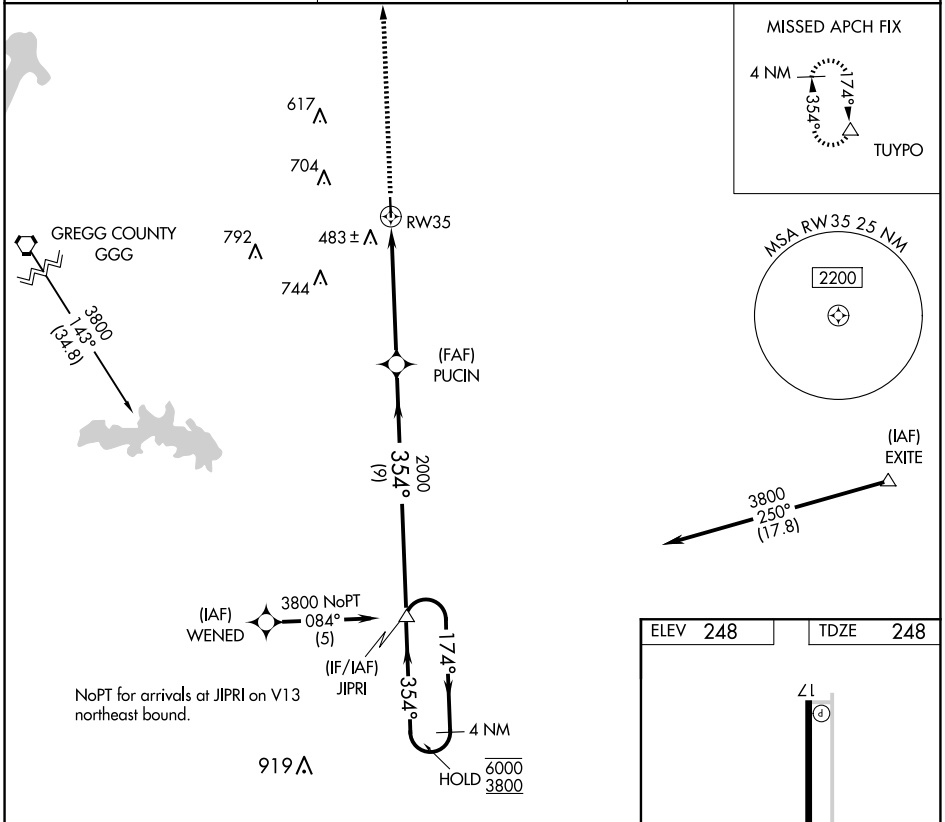 MISSED APCH FIX
4 NM
174°
354°
TUYPO
617
704
RW35
GREGG COUNTY
GGG
792
483 ±
744
3800
143°
(34.8)
MSA RW35 25 NM
2200
(FAF)
PUCIN
2000
354°
(9)
(IAF)
EXITE
3800
250°
(17.8)
(IAF)
WENED
3800 NoPT
084°
(5)
(IF/IAF)
JIPRI
174°
354°
NoPT for arrivals at JIPRI on V13
northeast bound.
4 NM
HOLD
6000
3800
919
ELEV 248
TDZE 248
17
P